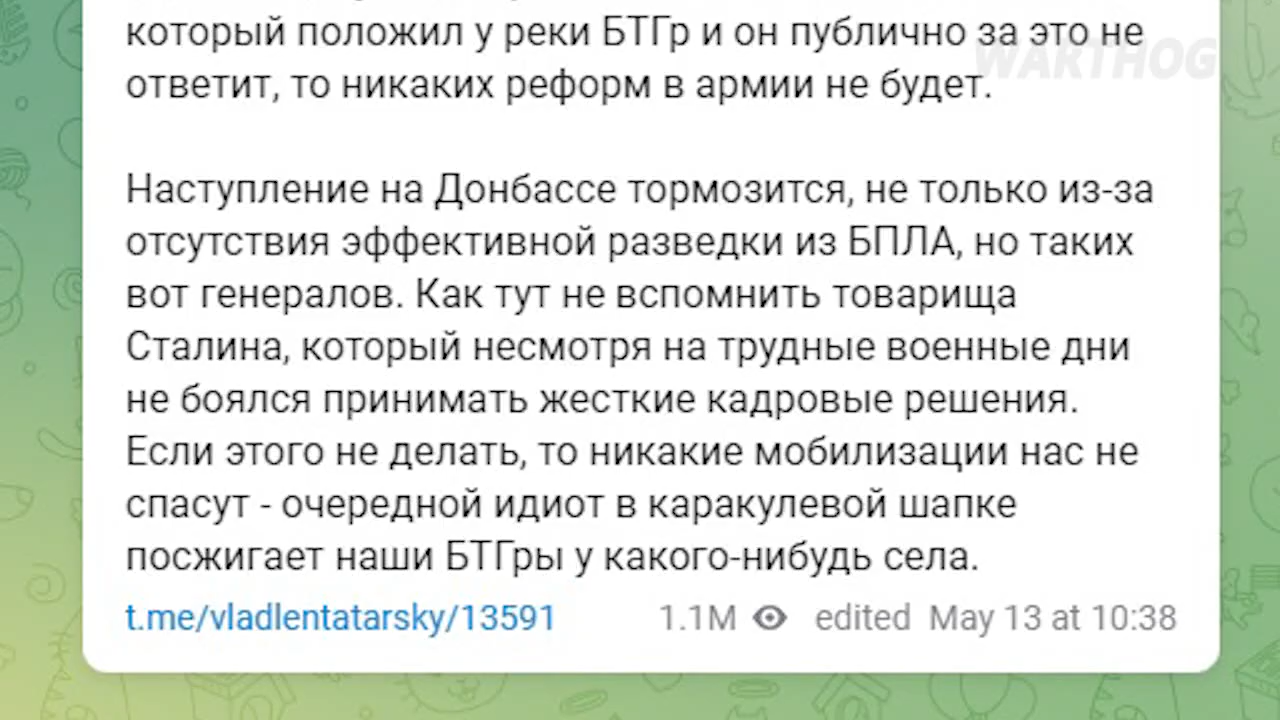 который положил у реки БТГр и он публично за это не
ответит, то никаких реформ в армии не будет.
WARTHOG
Наступление на Донбассе тормозится, не только из-за
отсутствия эффективной разведки из БПЛА, но таких
вот генералов. Как тут не вспомнить товарища
Сталина, который несмотря на трудные военные дни
не боялся принимать жесткие кадровые решения.
Если этого не делать, то никакие мобилизации нас не
спасут - очередной идиот в каракулевой шапке
посжигает наши БТГры у какого-нибудь села.
t.me/vladlentatarsky/13591 1.1M edited May 13 at 10:38